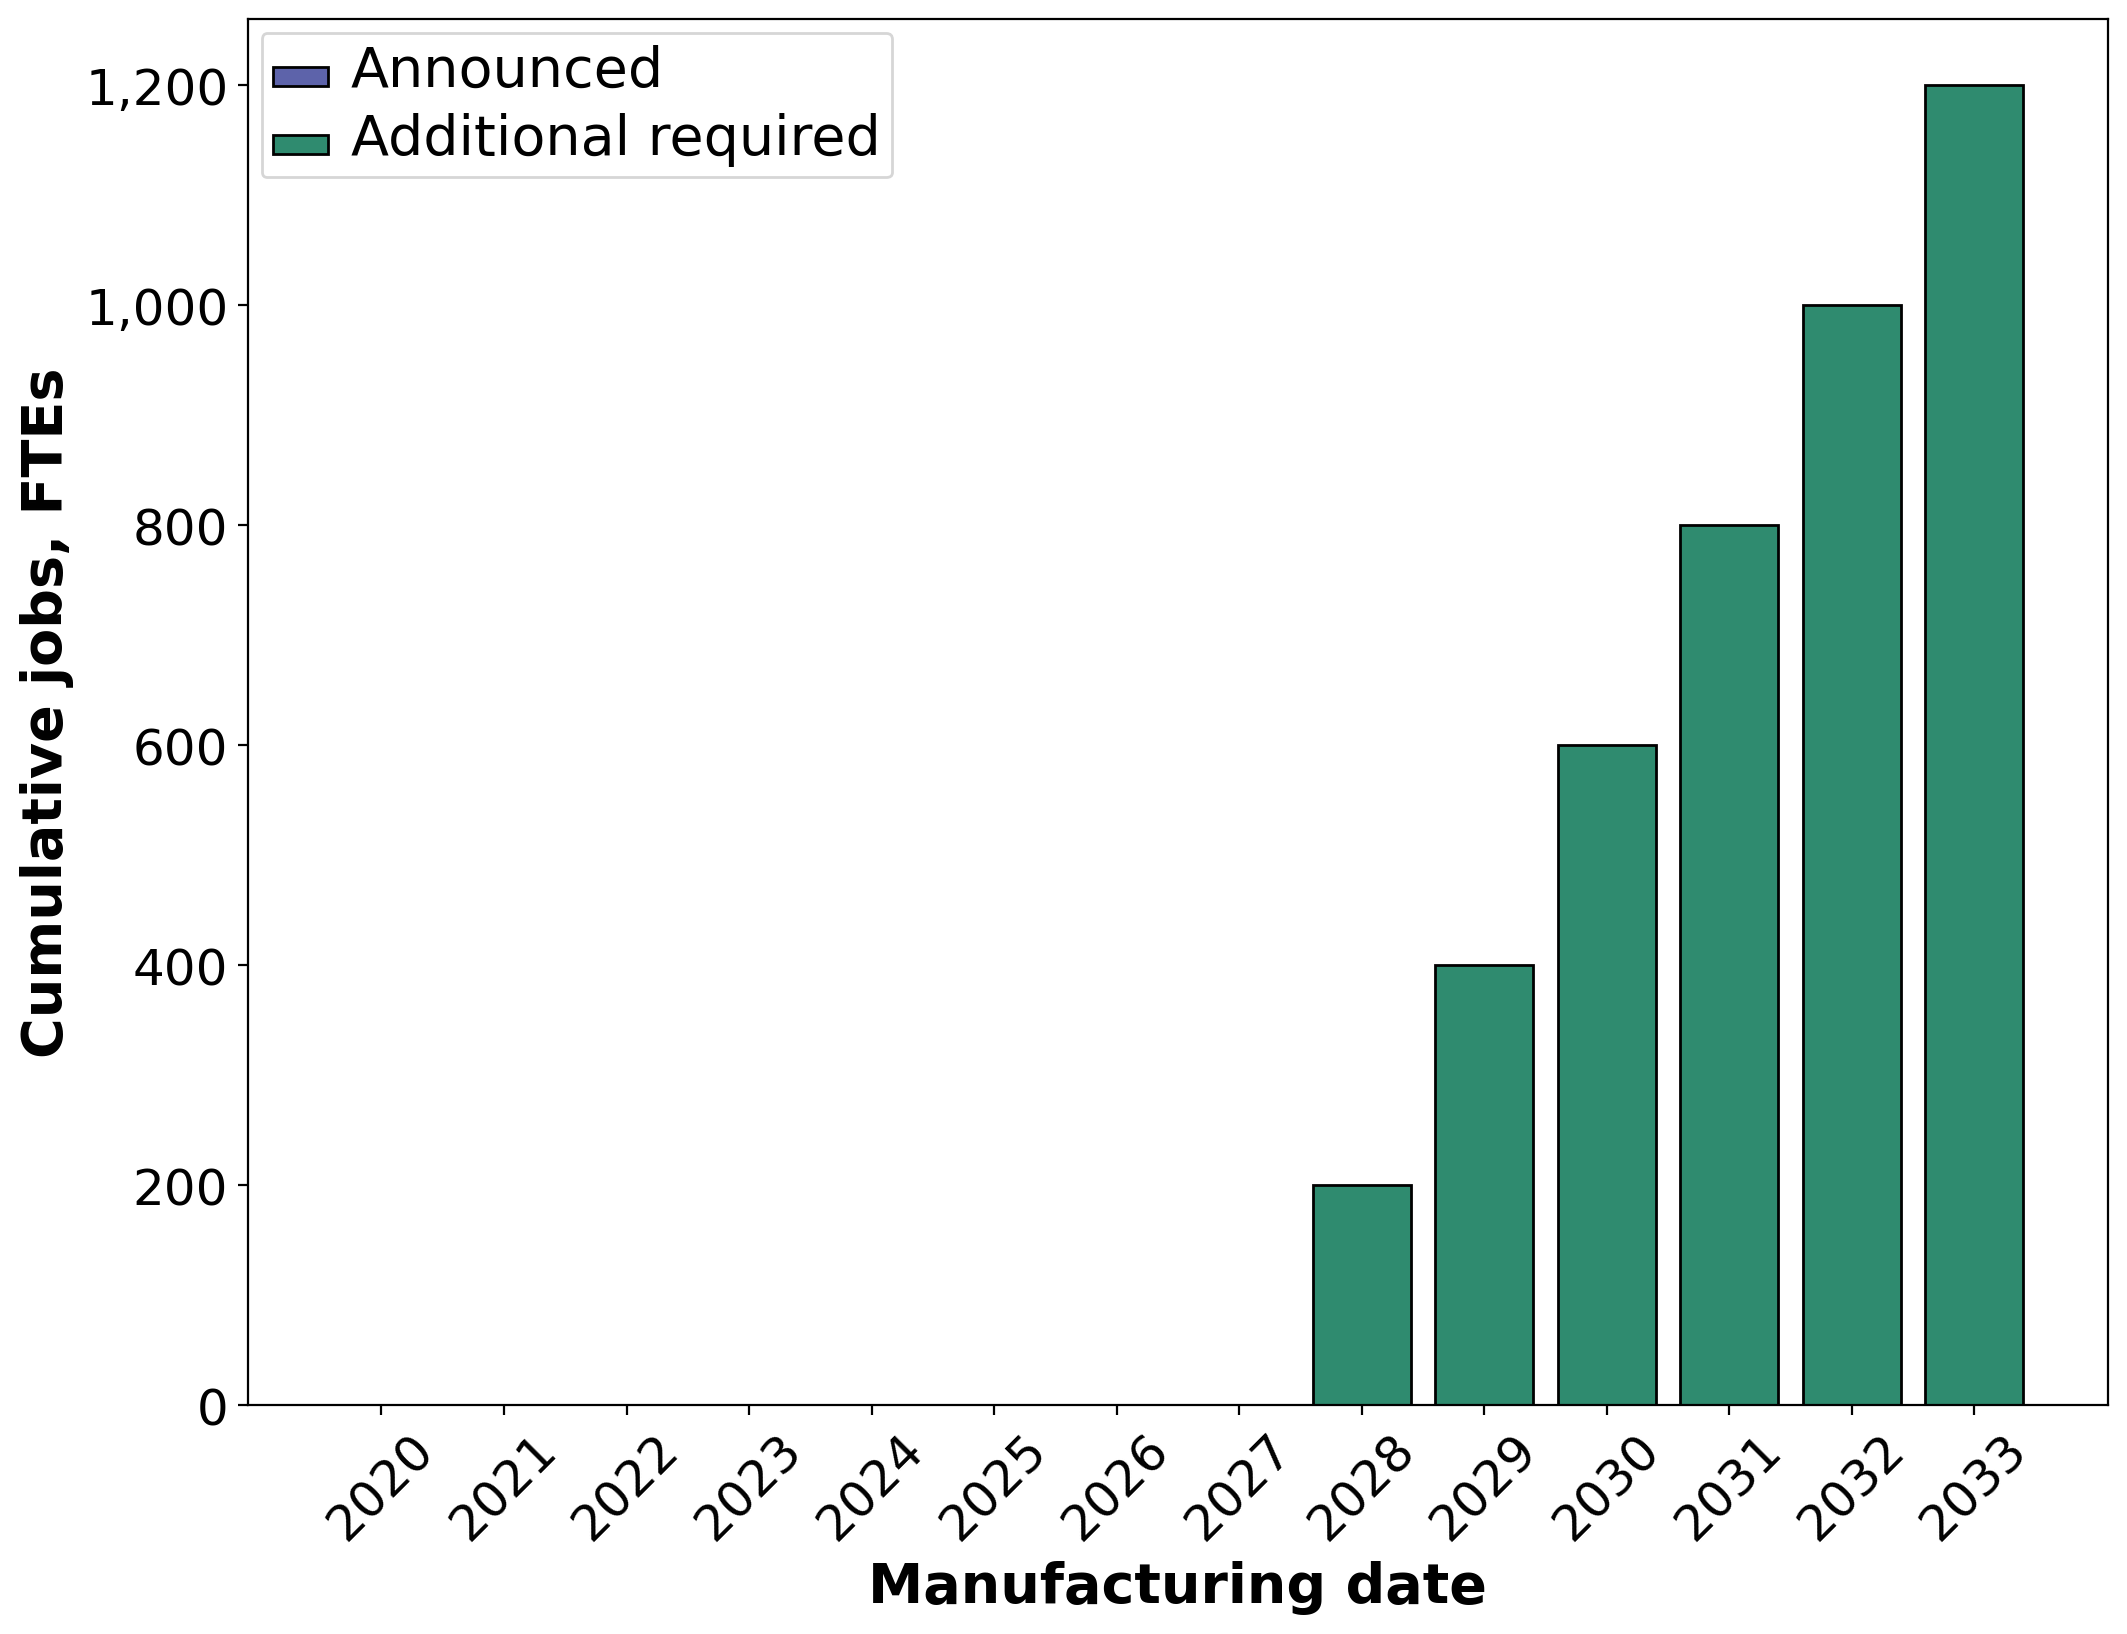 Announced
Additional required
1,200
1,000
800
600
400
200
0
Cumulative jobs, FTEs
2020 2021 2022 2023 2024 2025 2026 2027 2028 2029 2030 2031 2032 2033
Manufacturing date